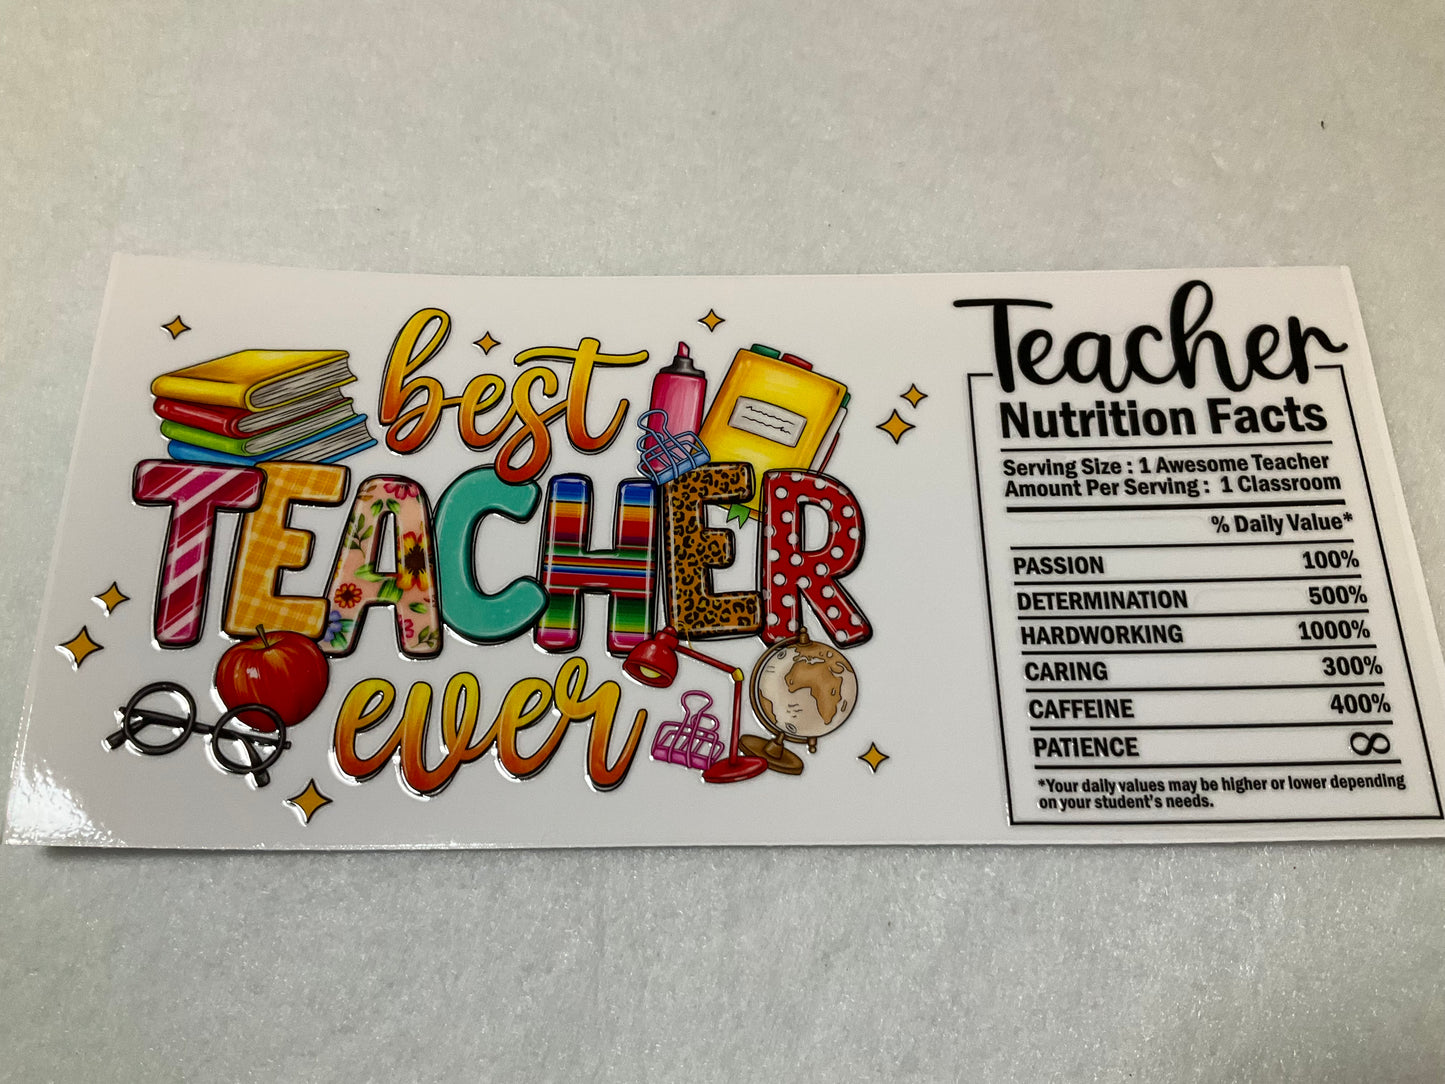 best
TEACHER
ever
Teacher
Nutrition Facts
Serving Size : 1 Awesome Teacher
Amount Per Serving : 1 Classroom
% Daily Value*
PASSION 100%
DETERMINATION 500%
HARDWORKING 1000%
CARING 300%
CAFFEINE 400%
PATIENCE ∞
*Your daily values may be higher or lower depending
on your student's needs.